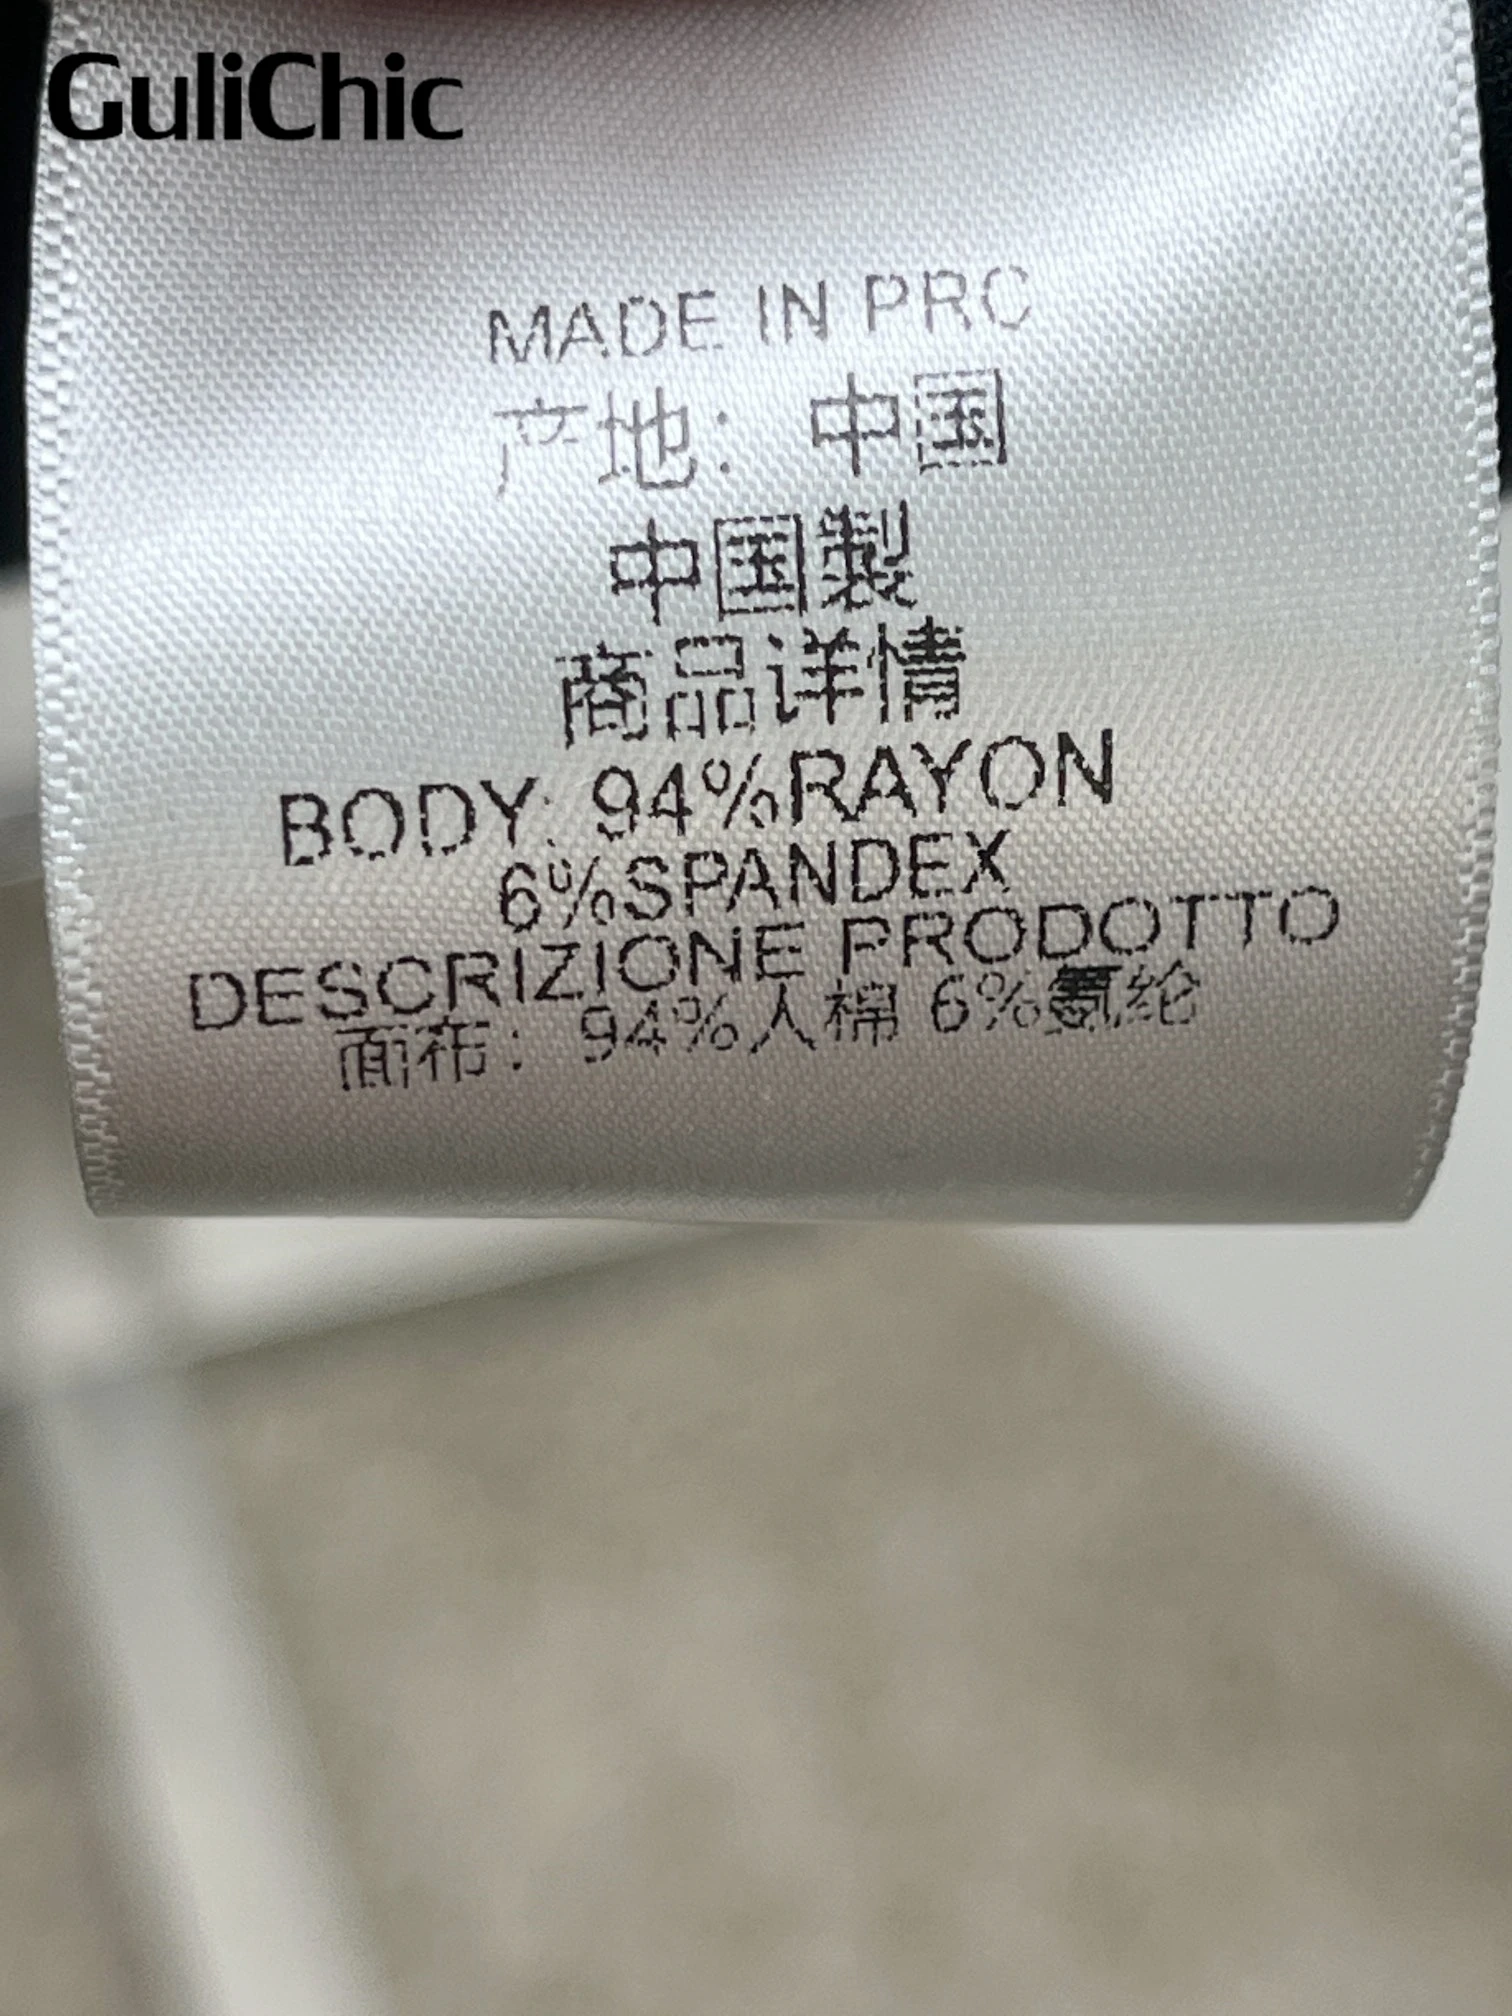 GuliChic
MADE IN PRC
产地: 中国
中国製
商品详情
BODY: 94%RAYON
6%SPANDEX
DESCRIZIONE PRODOTTO
面布: 94%人棉 6%氨纶